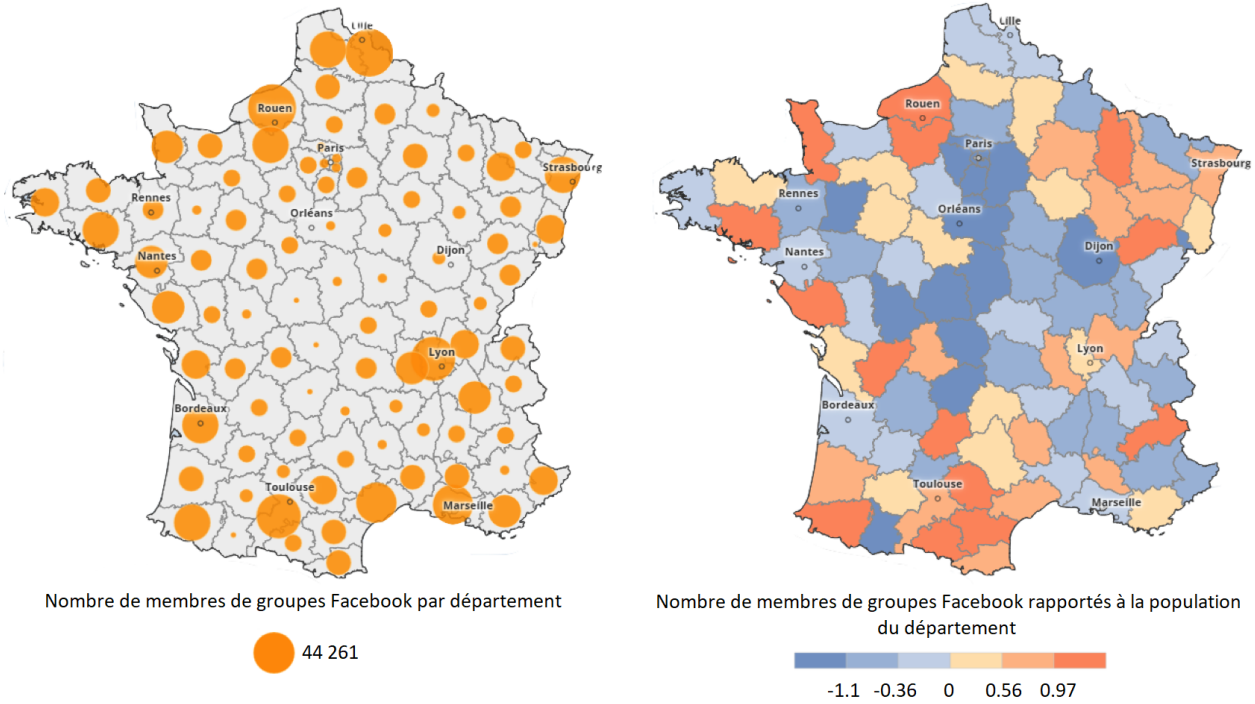 Lille
Rouen
Paris
Strasbourg
Rennes
Orléans
Nantes
Dijon
Lyon
Bordeaux
Toulouse
Marseille
Nombre de membres de groupes Facebook par département
44 261
Lille
Rouen
Paris
Strasbourg
Rennes
Orléans
Nantes
Dijon
Lyon
Bordeaux
Toulouse
Marseille
Nombre de membres de groupes Facebook rapportés à la population
du département
-1.1 -0.36 0 0.56 0.97